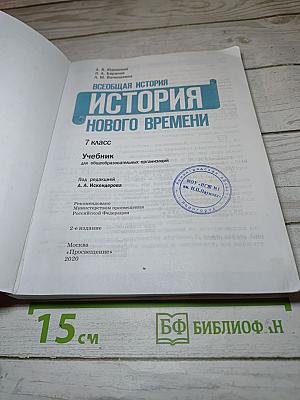 А. Я. Юдовская
П. А. Баранов
Л. М. Ванюшкина
ВСЕОБЩАЯ ИСТОРИЯ
ИСТОРИЯ
НОВОГО ВРЕМЕНИ
7 класс
Учебник
для общеобразовательных организаций
Под редакцией
А. А. Искендерова
Рекомендовано
Министерством просвещения
Российской Федерации
2-е издание
Москва
«Просвещение»
2020
15 см
БФ БИБЛИОФАН